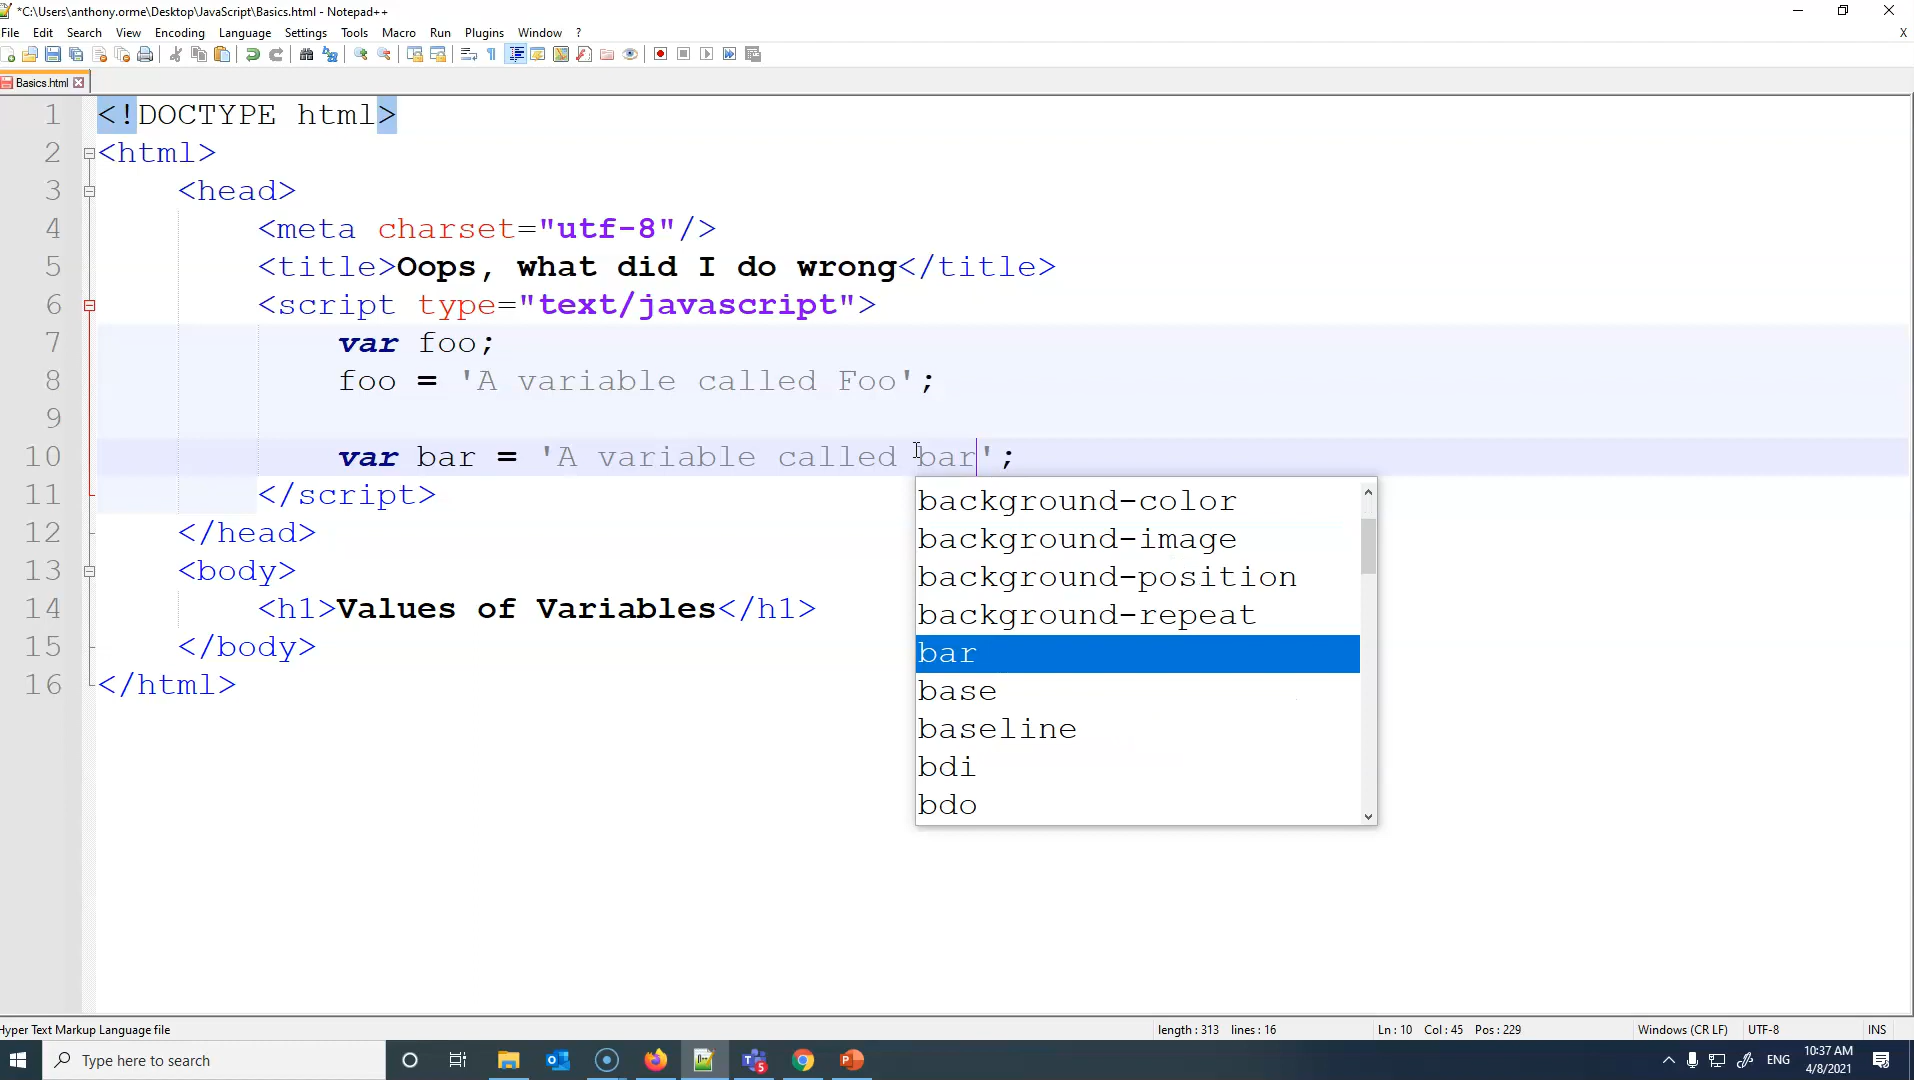 *C:\Users\anthony.orme\Desktop\JavaScript\Basics.html - Notepad++
File Edit Search View Encoding Language Settings Tools Macro Run Plugins Window ? X
Basics.html
1 <!DOCTYPE html>
2 <html>
3 <head>
4 <meta charset="utf-8"/>
5 <title>Oops, what did I do wrong</title>
6 <script type="text/javascript">
7 var foo;
8 foo = 'A variable called Foo';
9
10 var bar = 'A variable called bar';
11 </script>
12 </head>
13 <body>
14 <h1>Values of Variables</h1>
15 </body>
16 </html>
background-color
background-image
background-position
background-repeat
bar
base
baseline
bdi
bdo
Hyper Text Markup Language file length : 313 lines : 16 Ln : 10 Col : 45 Pos : 229 Windows (CR LF) UTF-8 INS
Type here to search
ENG
10:37 AM
4/8/2021